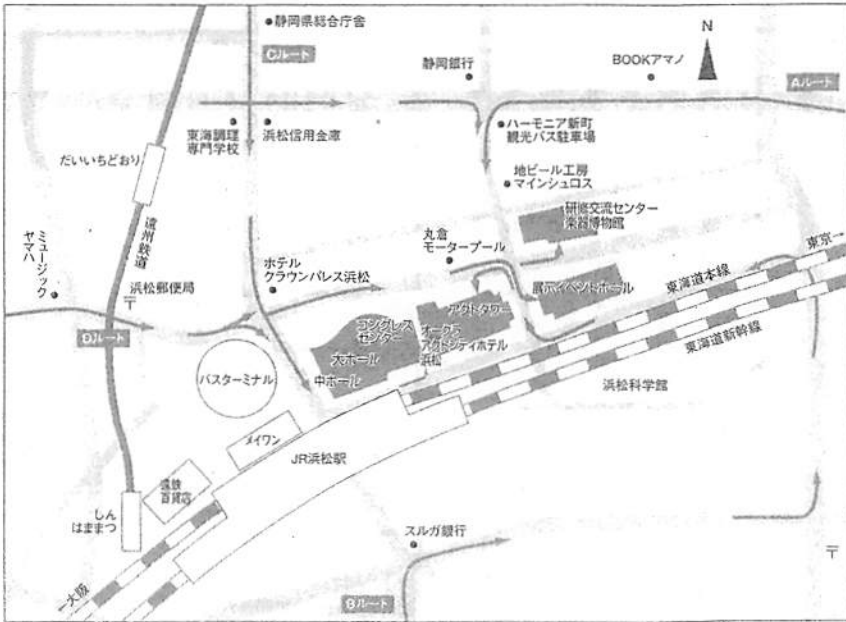 静岡県総合庁舎
Cルート
静岡銀行
BOOKアマノ
N
Aルート
東海調理
専門学校
浜松信用金庫
ハーモニア新町
観光バス駐車場
だいいちどおり
地ビール工房
マインシュロス
研修交流センター
楽器博物館
遠州鉄道
ミュージック
ヤマハ
浜松郵便局
〒
ホテル
クラウンパレス浜松
丸倉
モータープール
東京→
東海道本線
展示イベントホール
アクトタワー
コングレス
センター
オークラ
アクトシティホテル
浜松
東海道新幹線
Dルート
大ホール
中ホール
バスターミナル
浜松科学館
メイワン
JR浜松駅
遠鉄
百貨店
しん
はままつ
スルガ銀行
〒
←大阪
Bルート